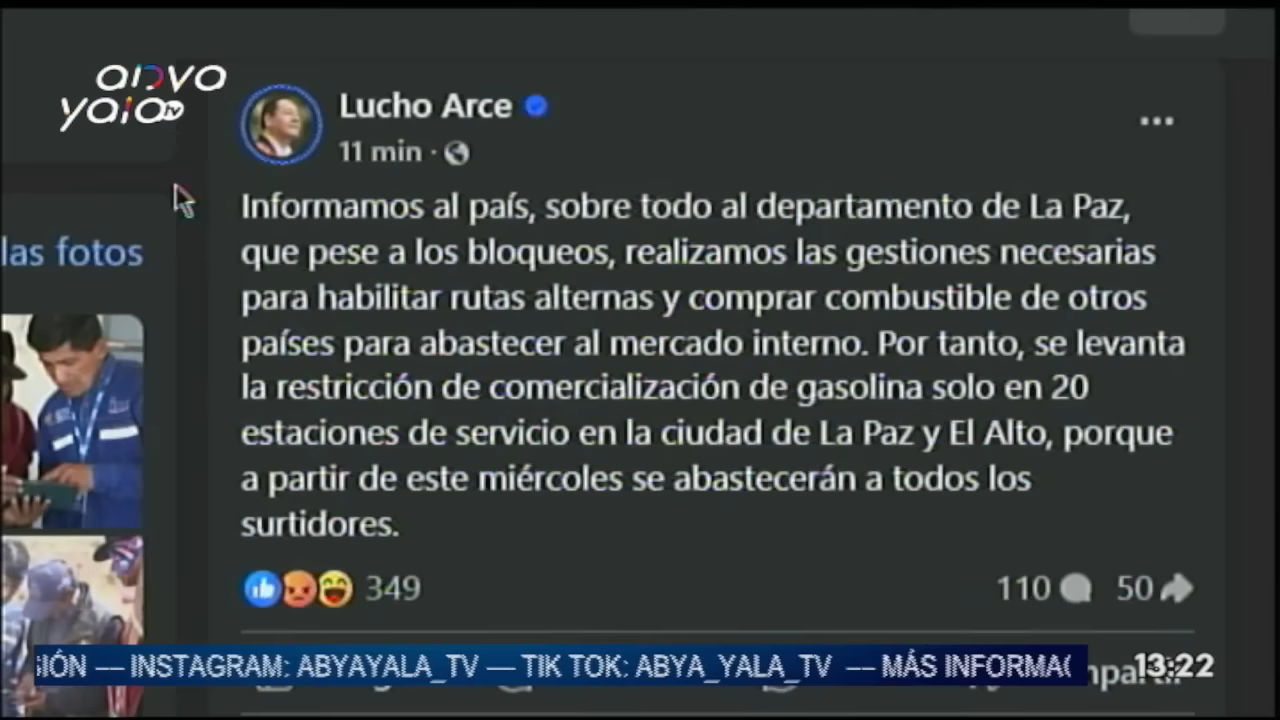 abya
yala tv
Lucho Arce
11 min ·
las fotos
Informamos al país, sobre todo al departamento de La Paz,
que pese a los bloqueos, realizamos las gestiones necesarias
para habilitar rutas alternas y comprar combustible de otros
países para abastecer al mercado interno. Por tanto, se levanta
la restricción de comercialización de gasolina solo en 20
estaciones de servicio en la ciudad de La Paz y El Alto, porque
a partir de este miércoles se abastecerán a todos los
surtidores.
349
110 50
SIÓN — INSTAGRAM: ABYAYALA_TV — TIK TOK: ABYA_YALA_TV — MÁS INFORMAC
13:22